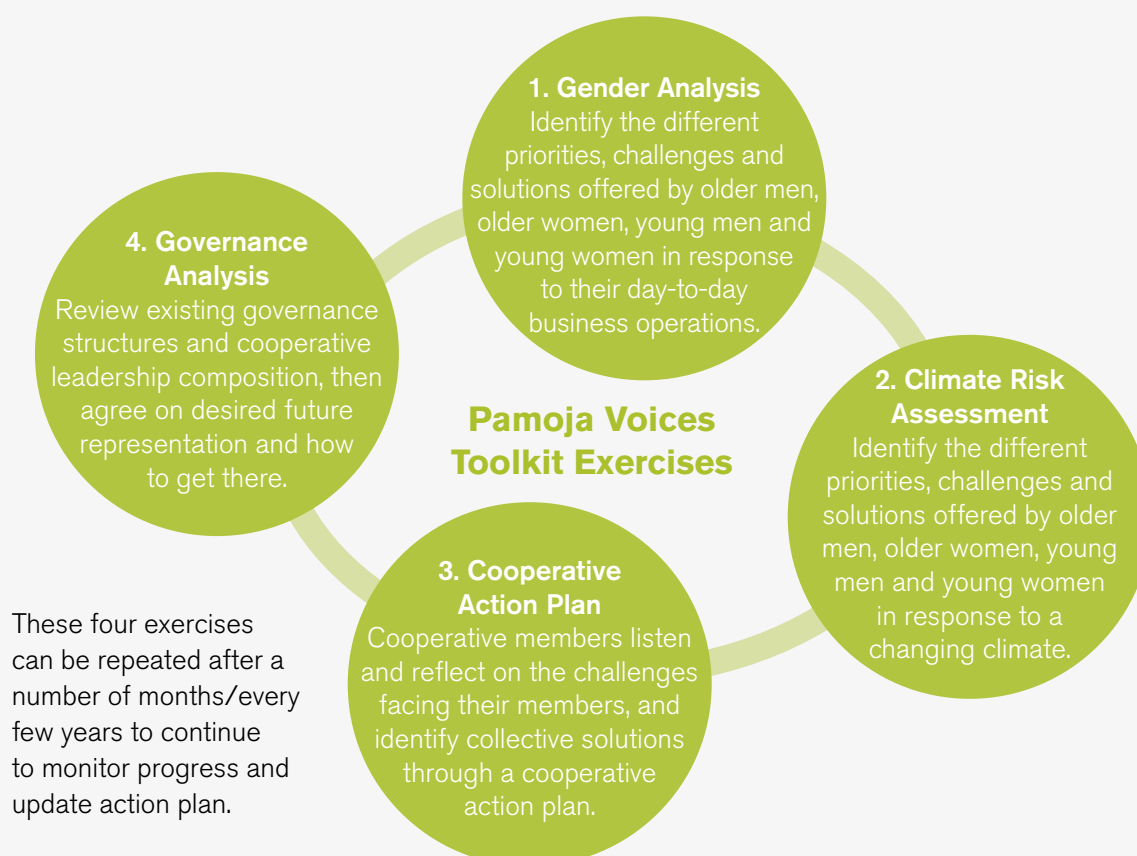 1. Gender Analysis
Identify the different
priorities, challenges and
solutions offered by older men,
older women, young men and
young women in response
to their day-to-day
business operations.
2. Climate Risk
Assessment
Identify the different
priorities, challenges and
solutions offered by older
men, older women, young
men and young women
in response to a
changing climate.
3. Cooperative
Action Plan
Cooperative members listen
and reflect on the challenges
facing their members, and
identify collective solutions
through a cooperative
action plan.
4. Governance
Analysis
Review existing governance
structures and cooperative
leadership composition, then
agree on desired future
representation and how
to get there.
Pamoja Voices
Toolkit Exercises
These four exercises
can be repeated after a
number of months/every
few years to continue
to monitor progress and
update action plan.